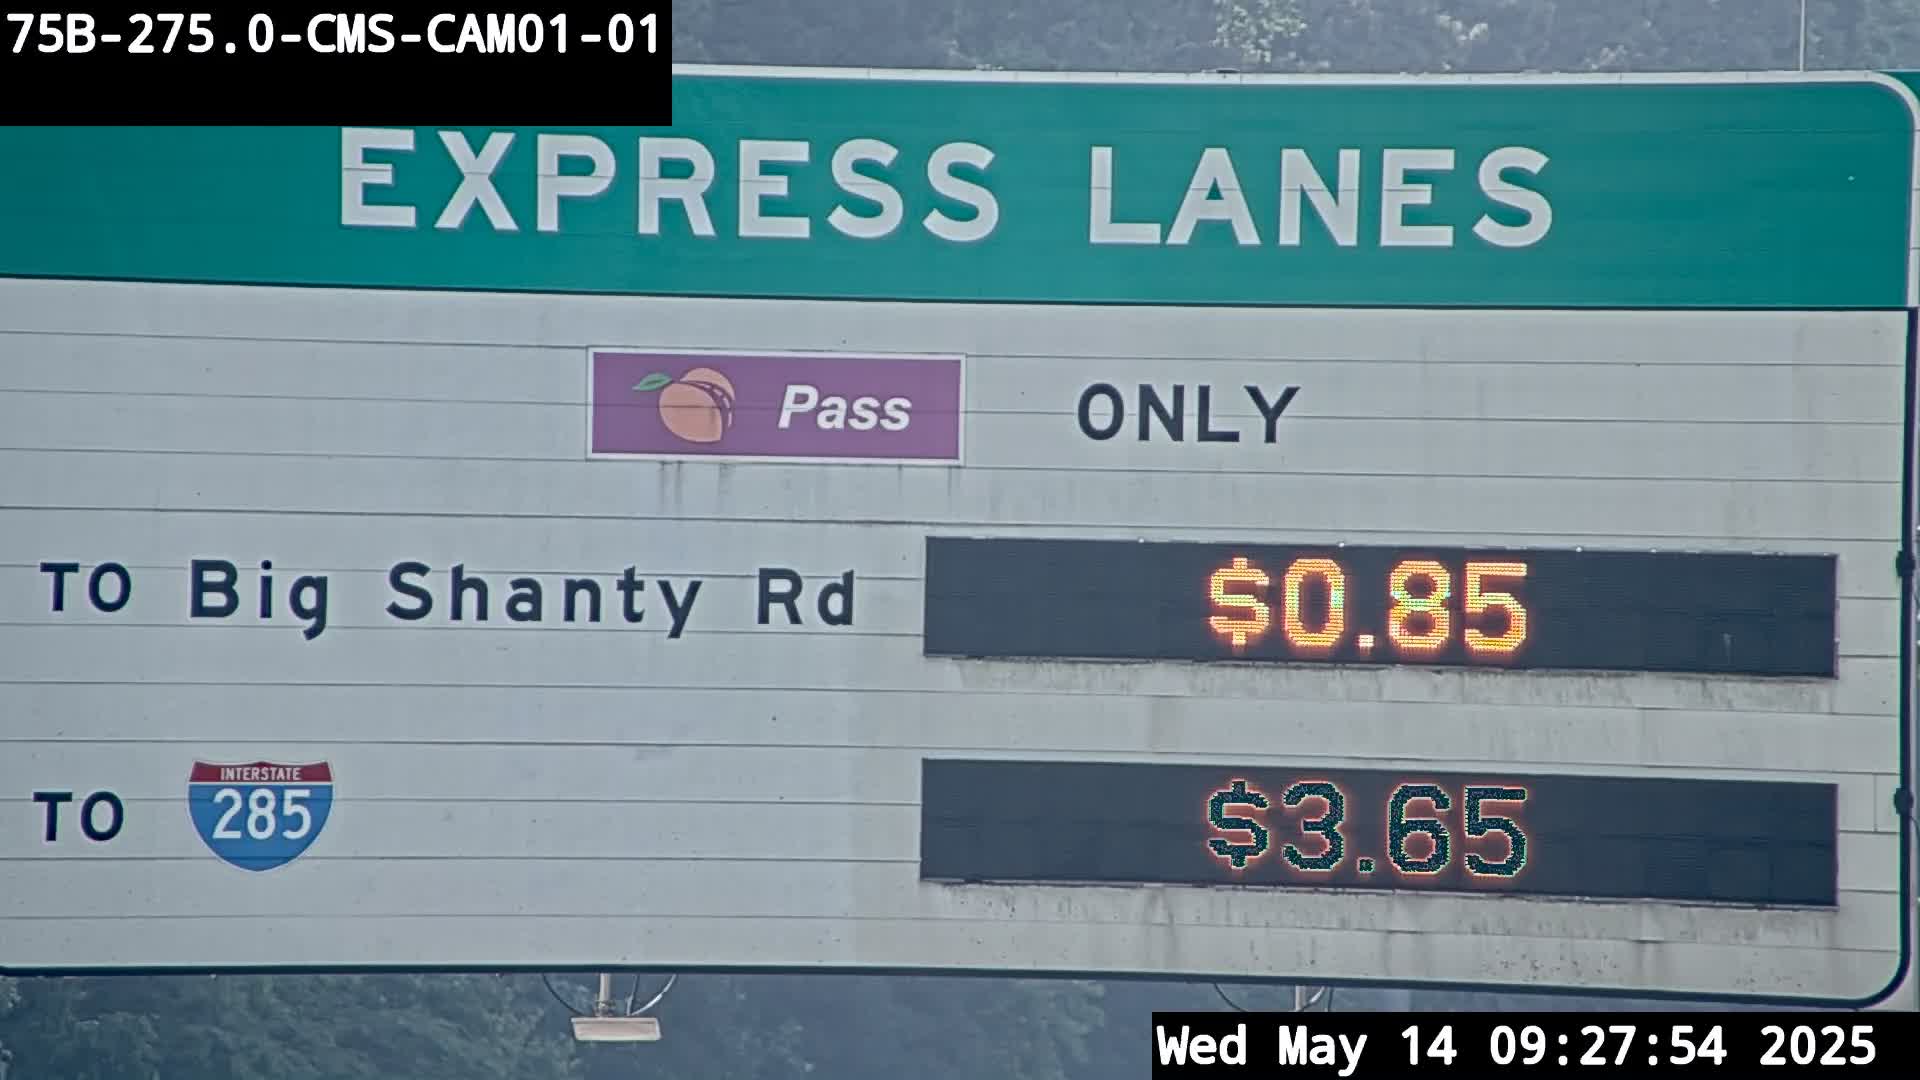 75B-275.0-CMS-CAM01-01
EXPRESS LANES
Pass ONLY
TO Big Shanty Rd $0.85
INTERSTATE
TO 285 $3.65
Wed May 14 09:27:54 2025